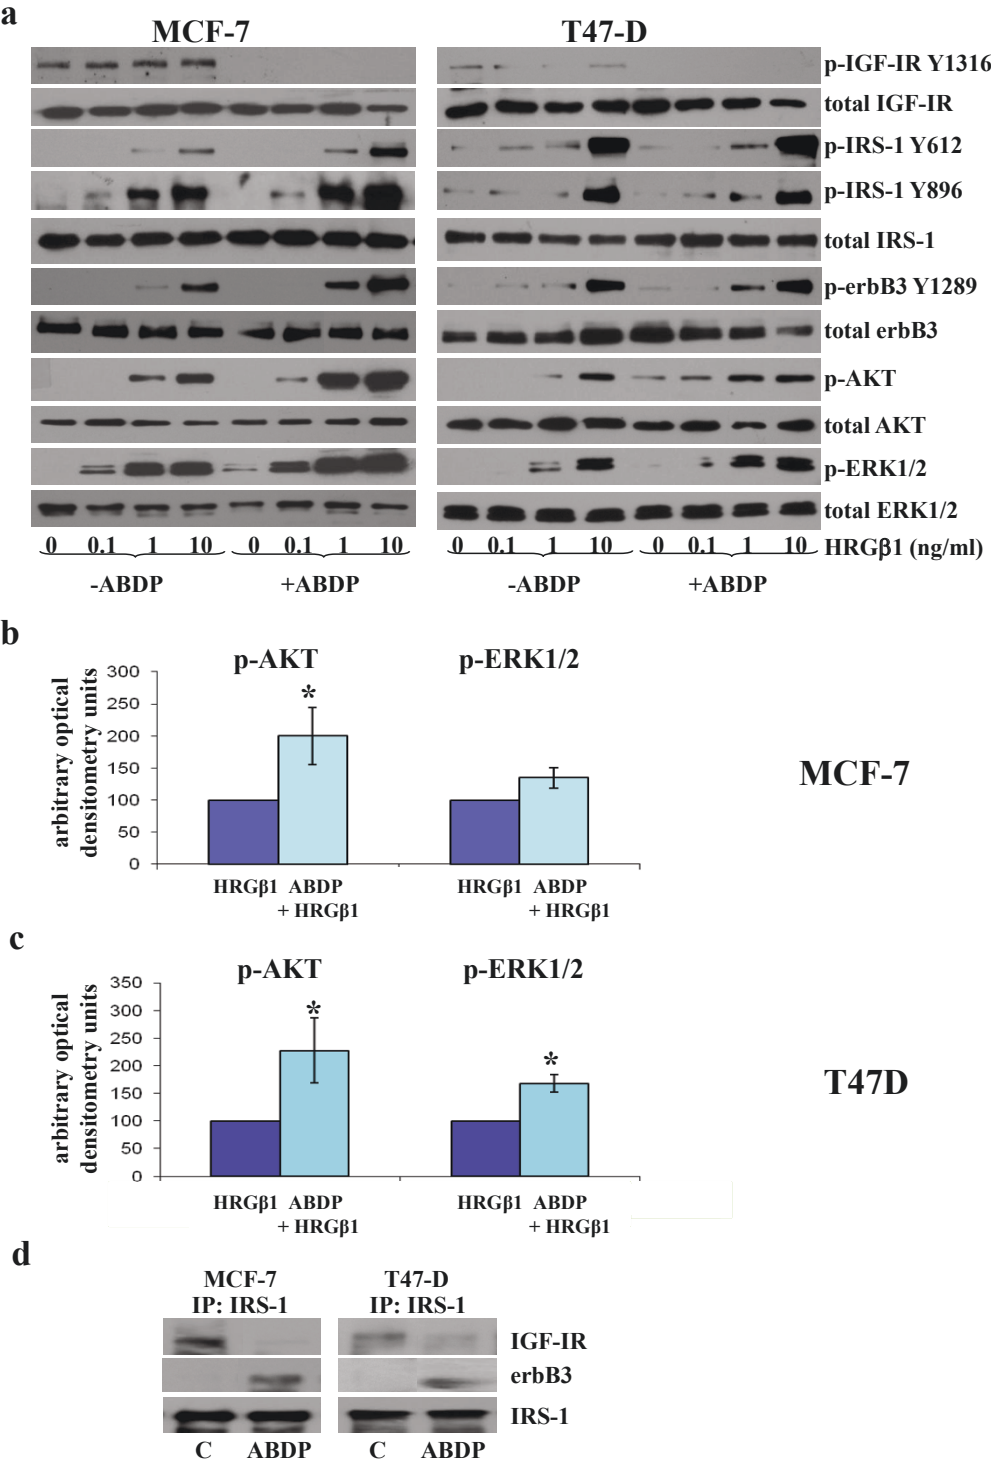 a
MCF-7 T47-D
p-IGF-IR Y1316
total IGF-IR
p-IRS-1 Y612
p-IRS-1 Y896
total IRS-1
p-erbB3 Y1289
total erbB3
p-AKT
total AKT
p-ERK1/2
total ERK1/2
0 0.1 1 10 0 0.1 1 10 0 0.1 1 10 0 0.1 1 10 HRGβ1 (ng/ml)
-ABDP +ABDP -ABDP +ABDP
b
p-AKT p-ERK1/2
arbitrary optical
densitometry units
300
250
200
150
100
50
0
*
HRGβ1 ABDP HRGβ1 ABDP
+ HRGβ1 + HRGβ1
MCF-7
c
p-AKT p-ERK1/2
arbitrary optical
densitometry units
350
300
250
200
150
100
50
0
* *
HRGβ1 ABDP HRGβ1 ABDP
+ HRGβ1 + HRGβ1
T47D
d
MCF-7 T47-D
IP: IRS-1 IP: IRS-1
IGF-IR
erbB3
IRS-1
C ABDP C ABDP